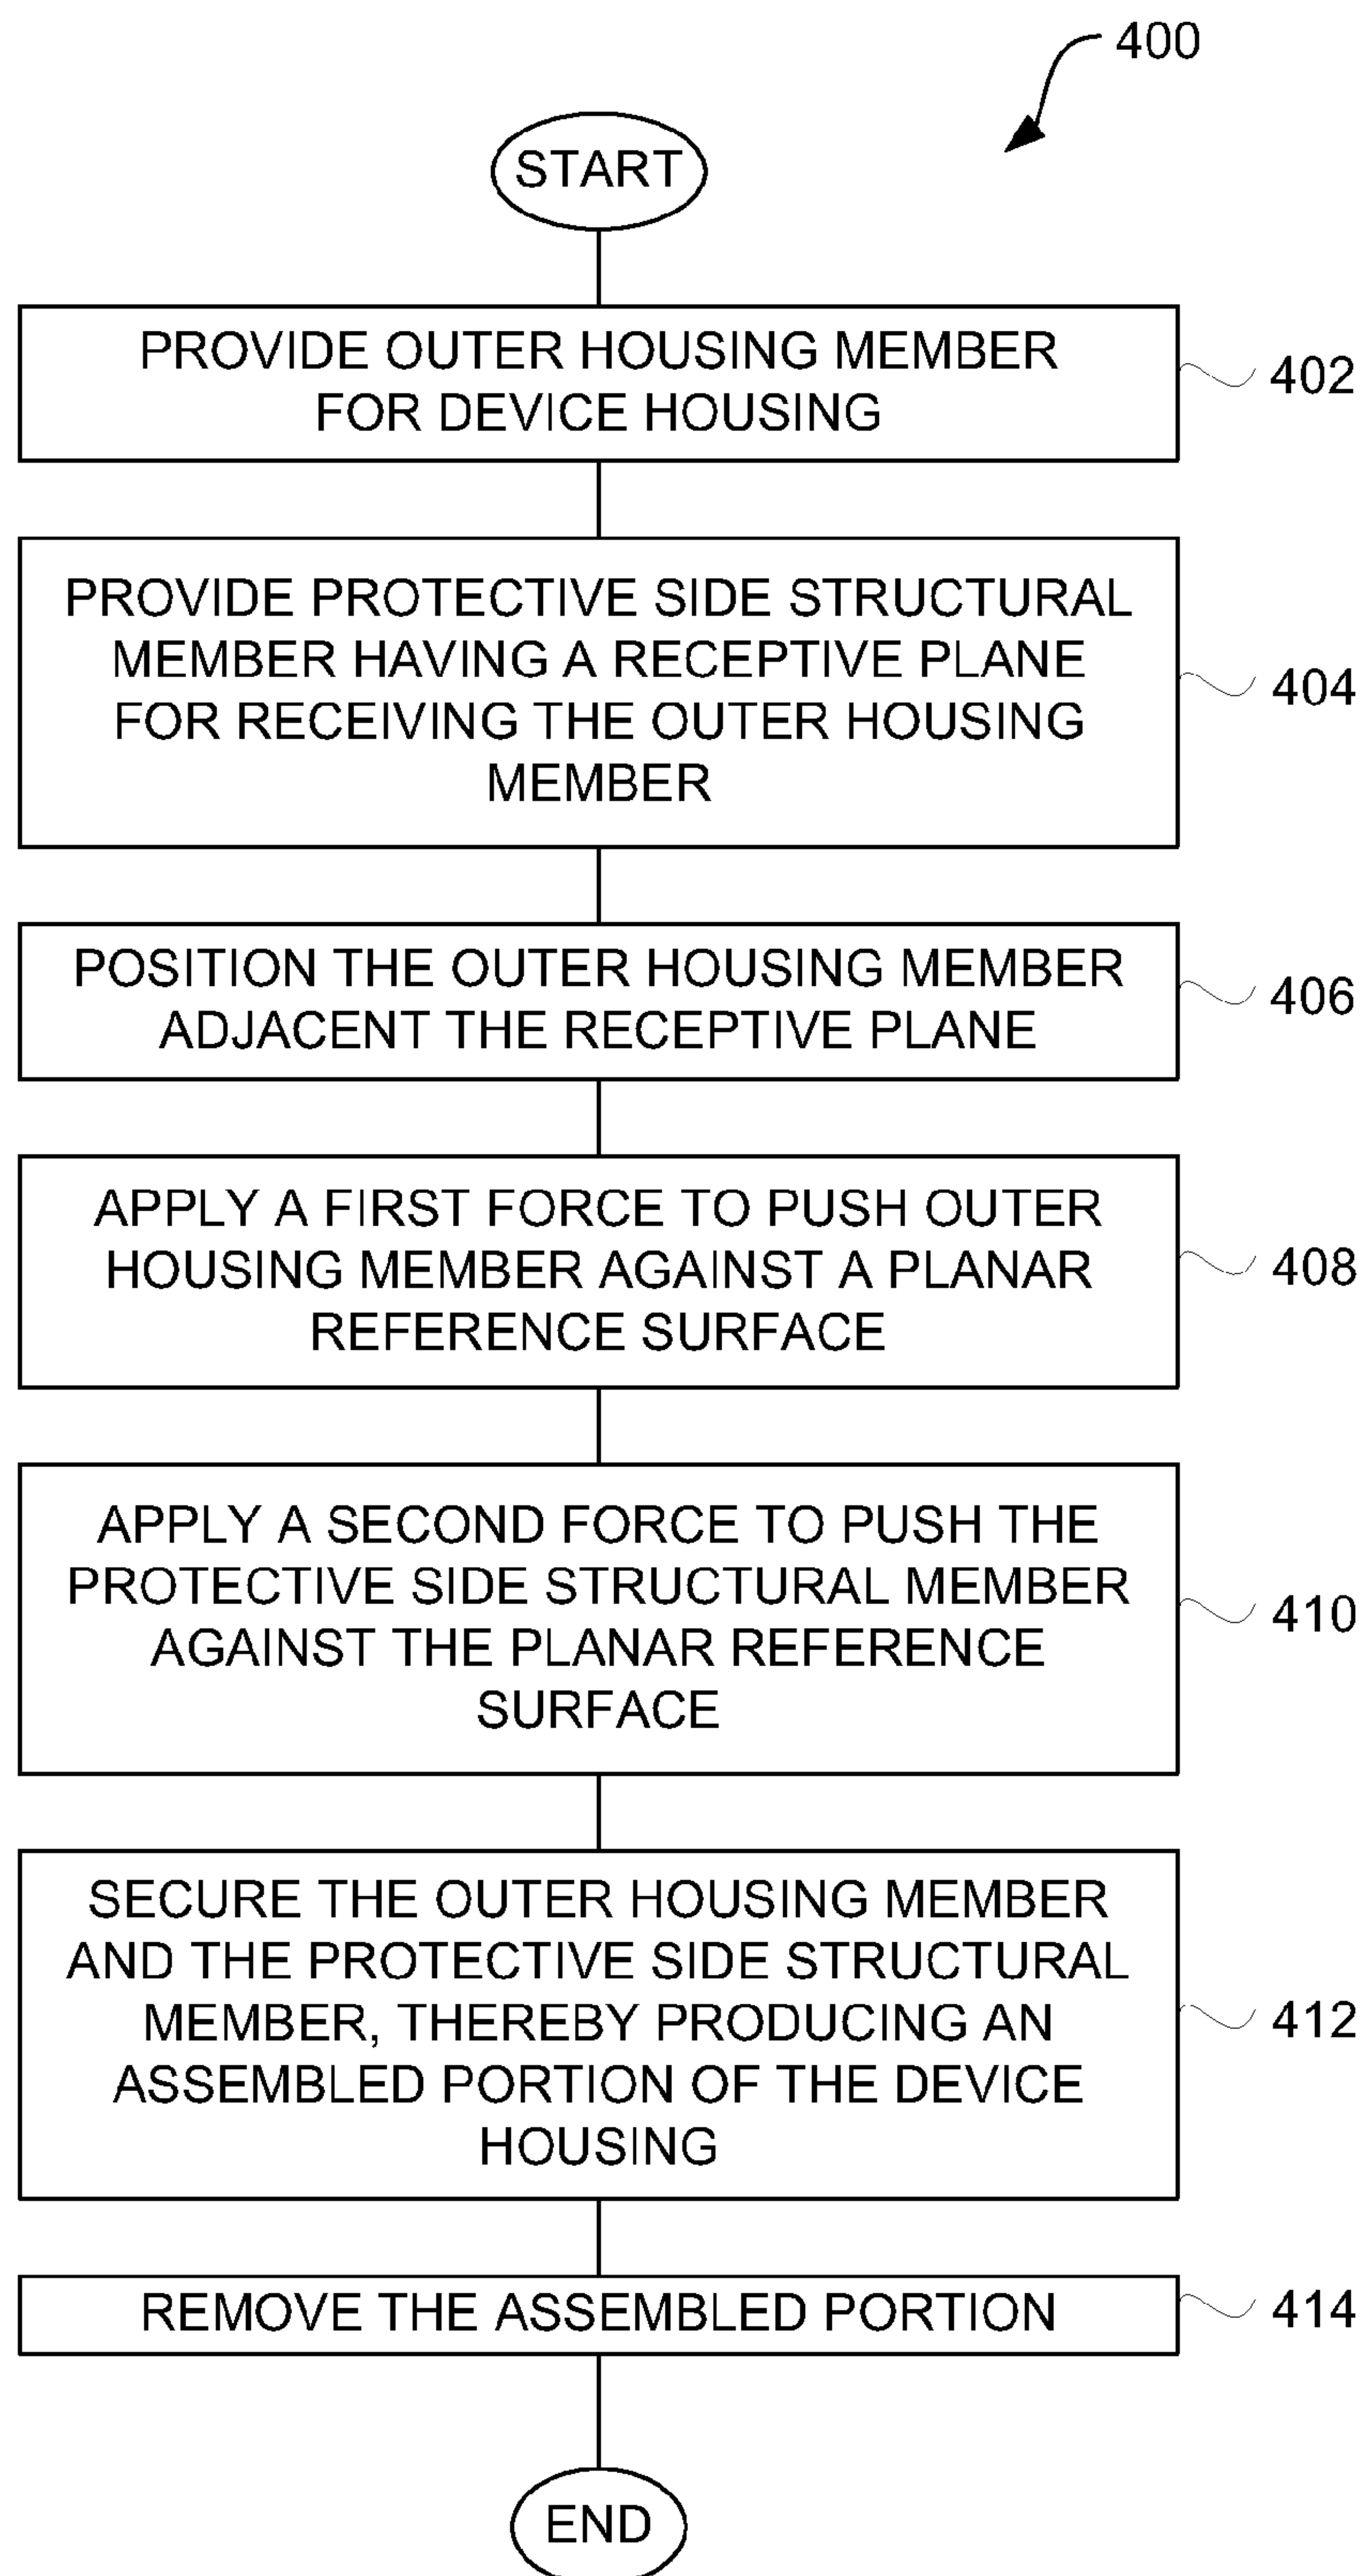 400
START
PROVIDE OUTER HOUSING MEMBER
FOR DEVICE HOUSING
402
PROVIDE PROTECTIVE SIDE STRUCTURAL
MEMBER HAVING A RECEPTIVE PLANE
FOR RECEIVING THE OUTER HOUSING
MEMBER
404
POSITION THE OUTER HOUSING MEMBER
ADJACENT THE RECEPTIVE PLANE
406
APPLY A FIRST FORCE TO PUSH OUTER
HOUSING MEMBER AGAINST A PLANAR
REFERENCE SURFACE
408
APPLY A SECOND FORCE TO PUSH THE
PROTECTIVE SIDE STRUCTURAL MEMBER
AGAINST THE PLANAR REFERENCE
SURFACE
410
SECURE THE OUTER HOUSING MEMBER
AND THE PROTECTIVE SIDE STRUCTURAL
MEMBER, THEREBY PRODUCING AN
ASSEMBLED PORTION OF THE DEVICE
HOUSING
412
REMOVE THE ASSEMBLED PORTION
414
END